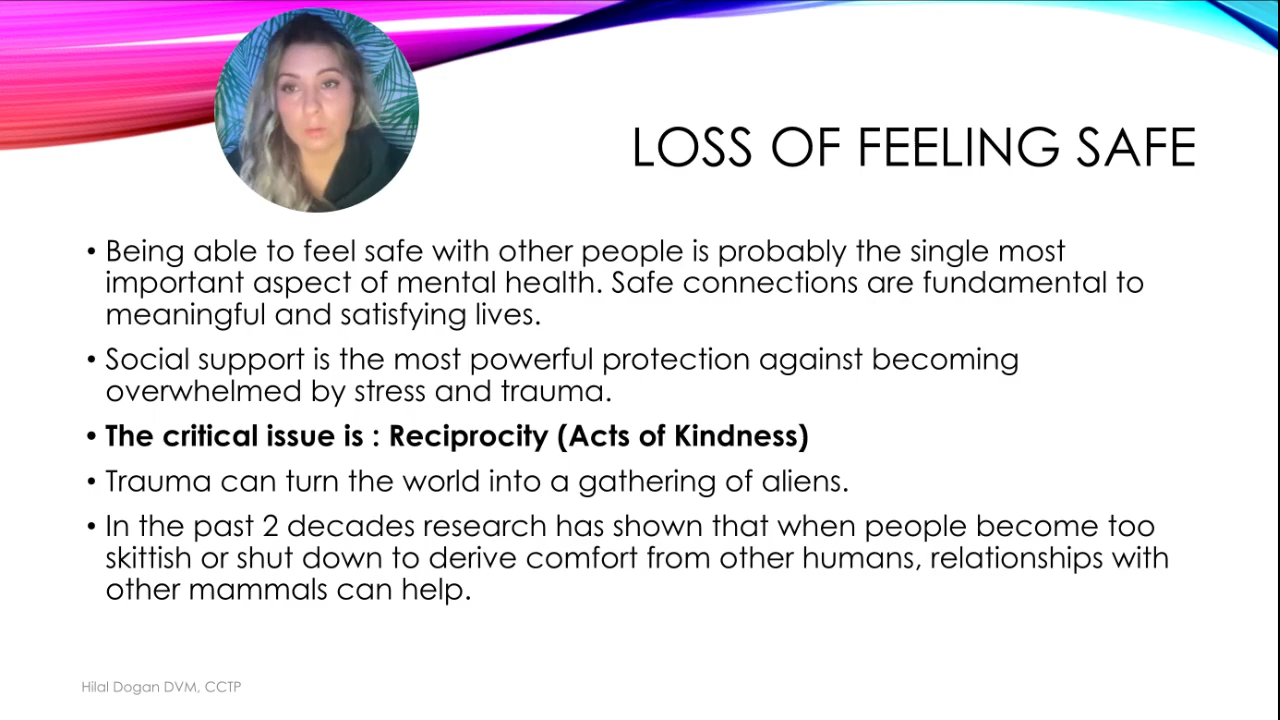 LOSS OF FEELING SAFE
• Being able to feel safe with other people is probably the single most
important aspect of mental health. Safe connections are fundamental to
meaningful and satisfying lives.
• Social support is the most powerful protection against becoming
overwhelmed by stress and trauma.
• The critical issue is : Reciprocity (Acts of Kindness)
• Trauma can turn the world into a gathering of aliens.
• In the past 2 decades research has shown that when people become too
skittish or shut down to derive comfort from other humans, relationships with
other mammals can help.
Hilal Dogan DVM, CCTP